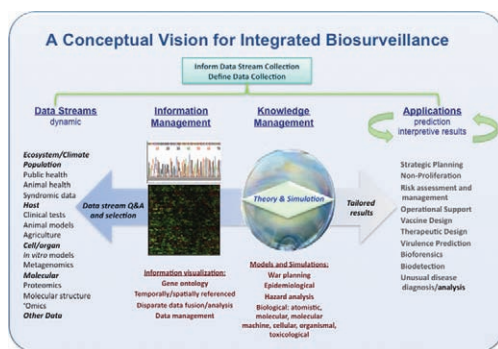 A Conceptual Vision for Integrated Biosurveillance
Inform Data Stream Collection
Define Data Collection
Data Streams
dynamic
Ecosystem/Climate
Population
Public health
Animal health
Syndromic data
Host
Clinical tests
Animal models
Agriculture
Cell/organ
in vitro models
Metagenomics
Molecular
Proteomics
Molecular structure
'Omics
Other Data
Data stream Q&A
and selection
Information
Management
Information visualization:
Gene ontology
Temporally/spatially referenced
Disparate data fusion/analysis
Data management
Knowledge
Management
Theory & Simulation
Models and Simulations:
War planning
Epidemiological
Hazard analysis
Biological: atomistic,
molecular, molecular
machine, cellular, organismal,
toxicological
Tailored
results
Applications
prediction
interpretive results
Strategic Planning
Non-Proliferation
Risk assessment and
management
Operational Support
Vaccine Design
Therapeutic Design
Virulence Prediction
Bioforensics
Biodetection
Unusual disease
diagnosis/analysis